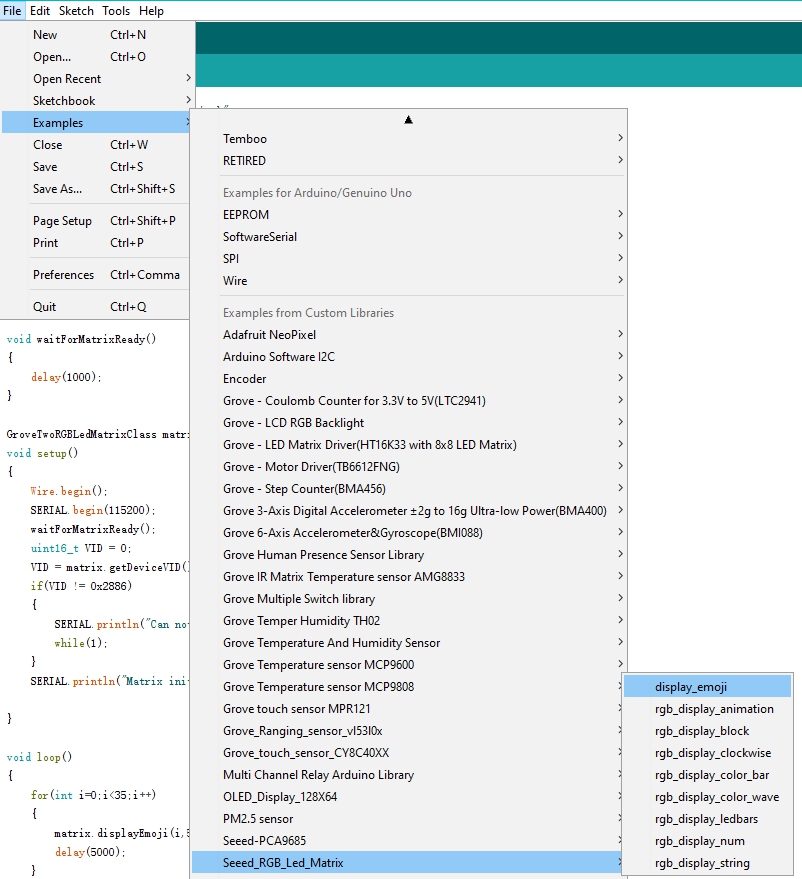 File Edit Sketch Tools Help
New Ctrl+N
Open... Ctrl+O
Open Recent
Sketchbook
Examples
Close Ctrl+W
Save Ctrl+S
Save As... Ctrl+Shift+S
Page Setup Ctrl+Shift+P
Print Ctrl+P
Preferences Ctrl+Comma
Quit Ctrl+Q
Temboo
RETIRED
Examples for Arduino/Genuino Uno
EEPROM
SoftwareSerial
SPI
Wire
Examples from Custom Libraries
Adafruit NeoPixel
Arduino Software I2C
Encoder
Grove - Coulomb Counter for 3.3V to 5V(LTC2941)
Grove - LCD RGB Backlight
Grove - LED Matrix Driver(HT16K33 with 8x8 LED Matrix)
Grove - Motor Driver(TB6612FNG)
Grove - Step Counter(BMA456)
Grove 3-Axis Digital Accelerometer ±2g to 16g Ultra-low Power(BMA400)
Grove 6-Axis Accelerometer&Gyroscope(BMI088)
Grove Human Presence Sensor Library
Grove IR Matrix Temperature sensor AMG8833
Grove Multiple Switch library
Grove Temper Humidity TH02
Grove Temperature And Humidity Sensor
Grove Temperature sensor MCP9600
Grove Temperature sensor MCP9808
Grove touch sensor MPR121
Grove_Ranging_sensor_vl53l0x
Grove_touch_sensor_CY8C40XX
Multi Channel Relay Arduino Library
OLED_Display_128X64
PM2.5 sensor
Seeed-PCA9685
Seeed_RGB_Led_Matrix
display_emoji
rgb_display_animation
rgb_display_block
rgb_display_clockwise
rgb_display_color_bar
rgb_display_color_wave
rgb_display_ledbars
rgb_display_num
rgb_display_string
void waitForMatrixReady()
{
delay(1000);
}
GroveTwoRGBLedMatrixClass matri
void setup()
{
Wire.begin();
SERIAL.begin(115200);
waitForMatrixReady();
uint16_t VID = 0;
VID = matrix.getDeviceVID()
if(VID != 0x2886)
{
SERIAL.println("Can no
while(1);
}
SERIAL.println("Matrix ini
}
void loop()
{
for(int i=0;i<35;i++)
{
matrix.displayEmoji(i,5
delay(5000);
}